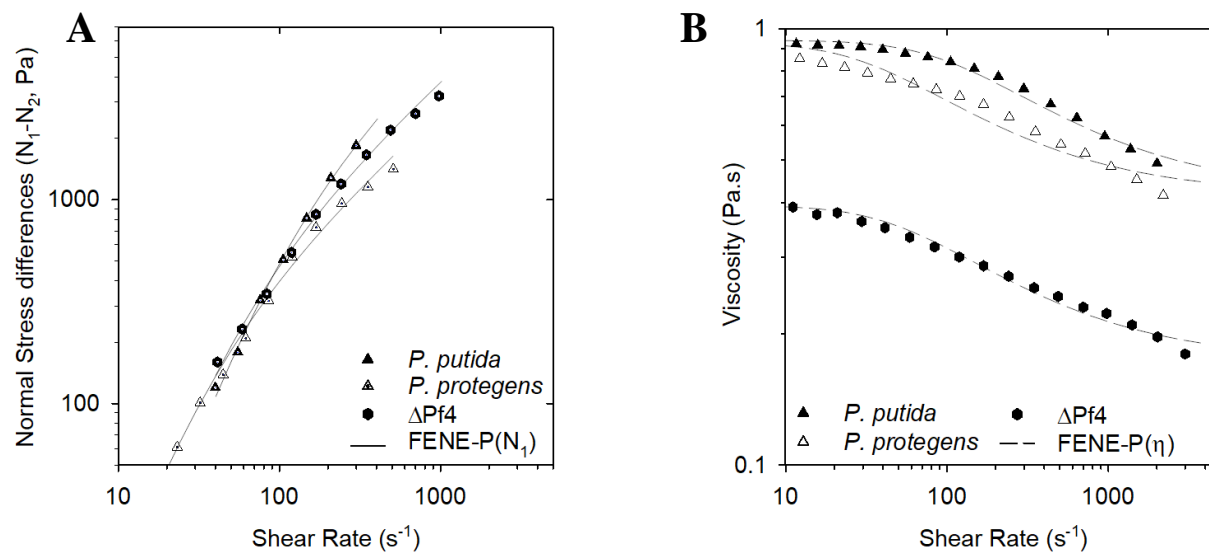 A
Normal Stress differences (N₁-N₂, Pa)
1000
100
10
100
1000
Shear Rate (s⁻¹)
P. putida
P. protegens
ΔPf4
FENE-P(N₁)
B
Viscosity (Pa.s)
1
0.1
10
100
1000
Shear Rate (s⁻¹)
P. putida
P. protegens
ΔPf4
FENE-P(η)